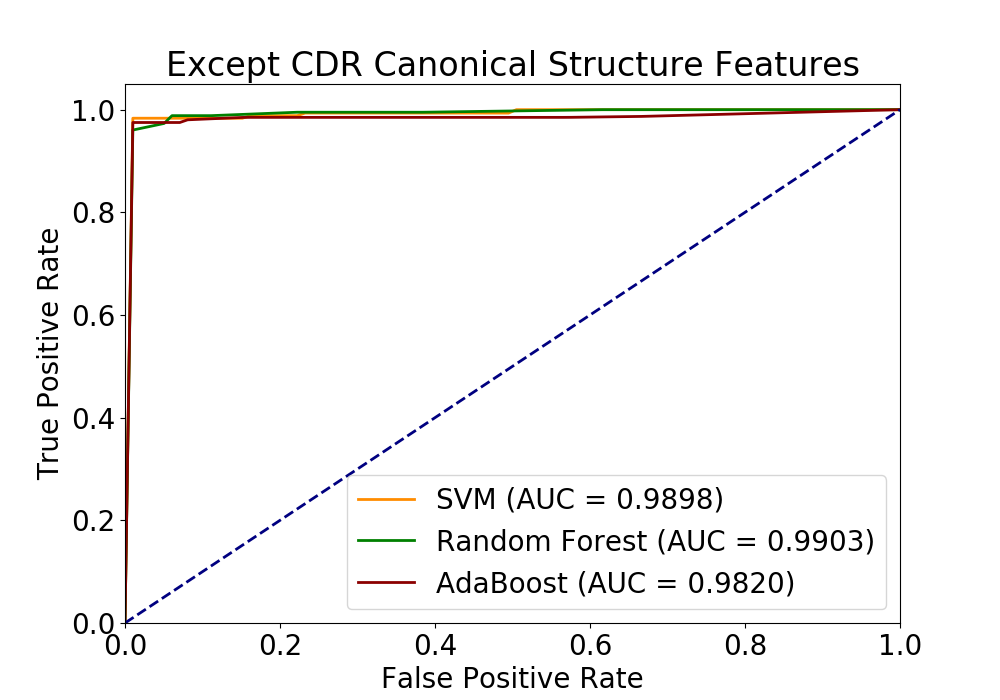 Except CDR Canonical Structure Features
1.0
0.8
0.6
0.4
0.2
0.0
True Positive Rate
SVM (AUC = 0.9898)
Random Forest (AUC = 0.9903)
AdaBoost (AUC = 0.9820)
0.0 0.2 0.4 0.6 0.8 1.0
False Positive Rate